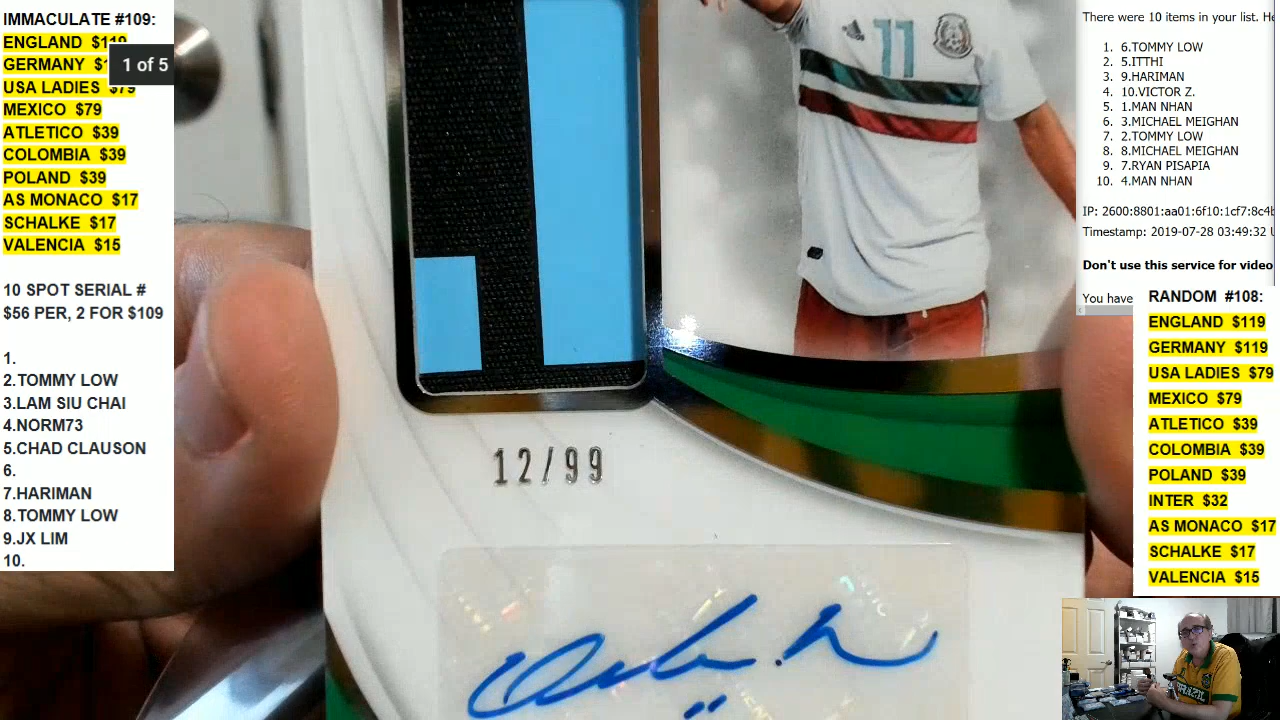 IMMACULATE #109:
ENGLAND $119
GERMANY $1
USA LADIES $79
MEXICO $79
ATLETICO $39
COLOMBIA $39
POLAND $39
AS MONACO $17
SCHALKE $17
VALENCIA $15
10 SPOT SERIAL #
$56 PER, 2 FOR $109
1.
2.TOMMY LOW
3.LAM SIU CHAI
4.NORM73
5.CHAD CLAUSON
6.
7.HARIMAN
8.TOMMY LOW
9.JX LIM
10.
1 of 5
11
12/99
There were 10 items in your list. He
1. 6.TOMMY LOW
2. 5.ITTHI
3. 9.HARIMAN
4. 10.VICTOR Z.
5. 1.MAN NHAN
6. 3.MICHAEL MEIGHAN
7. 2.TOMMY LOW
8. 8.MICHAEL MEIGHAN
9. 7.RYAN PISAPIA
10. 4.MAN NHAN
IP: 2600:8801:aa01:6f10:1cf7:8c4b
Timestamp: 2019-07-28 03:49:32 U
Don't use this service for video
You have
RANDOM #108:
ENGLAND $119
GERMANY $119
USA LADIES $79
MEXICO $79
ATLETICO $39
COLOMBIA $39
POLAND $39
INTER $32
AS MONACO $17
SCHALKE $17
VALENCIA $15
BRAZIL